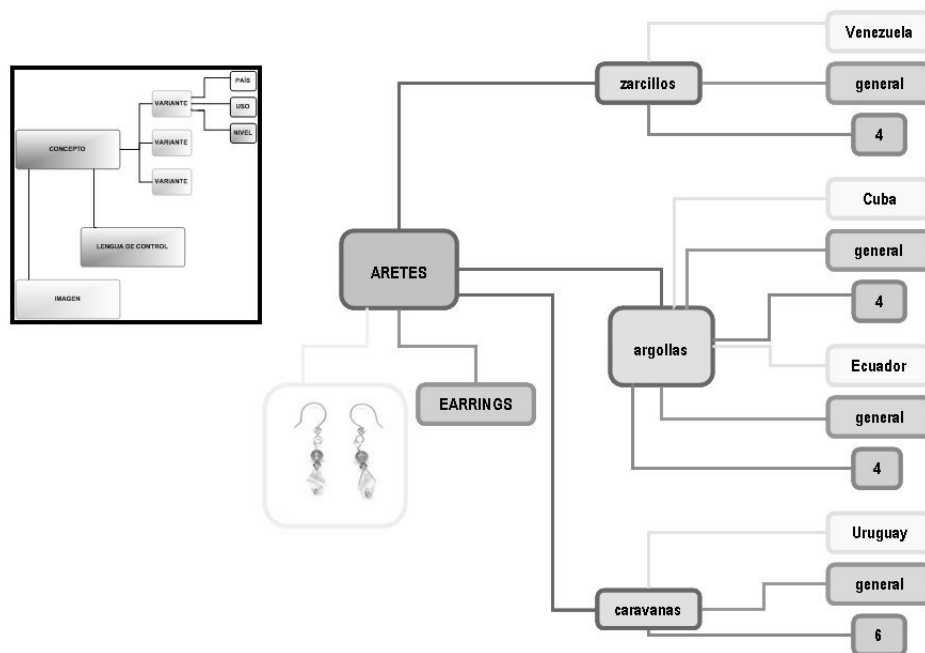 PAÍS
VARIANTE
USO
NIVEL
CONCEPTO
VARIANTE
VARIANTE
LENGUA DE CONTROL
IMAGEN
ARETES
EARRINGS
zarcillos
Venezuela
general
4
argollas
Cuba
general
4
Ecuador
general
4
caravanas
Uruguay
general
6